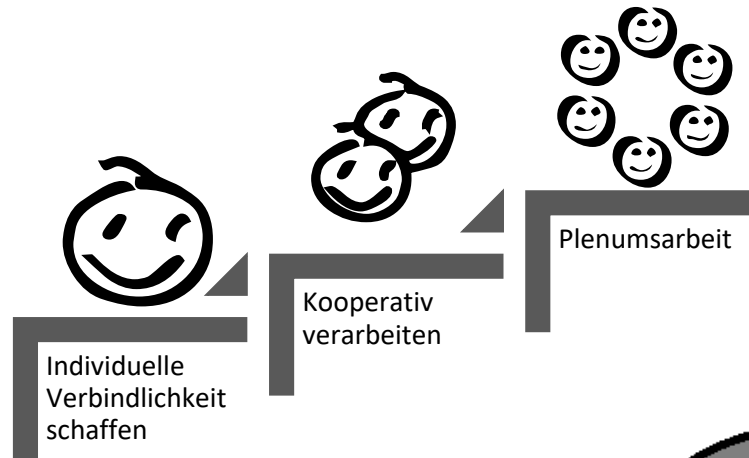 Individuelle
Verbindlichkeit
schaffen
Kooperativ
verarbeiten
Plenumsarbeit